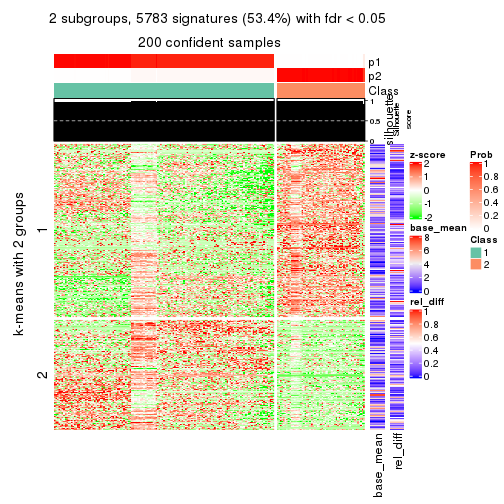 2 subgroups, 5783 signatures (53.4%) with fdr < 0.05
200 confident samples
p1
p2
Class
1
0.5
0
silhouette
Silhouette
score
k-means with 2 groups
1
2
base_mean
rel_diff
z-score
2
1
0
-1
-2
base_mean
8
6
4
2
0
rel_diff
1
0.8
0.6
0.4
0.2
0
Prob
1
0.8
0.6
0.4
0.2
0
Class
1
2